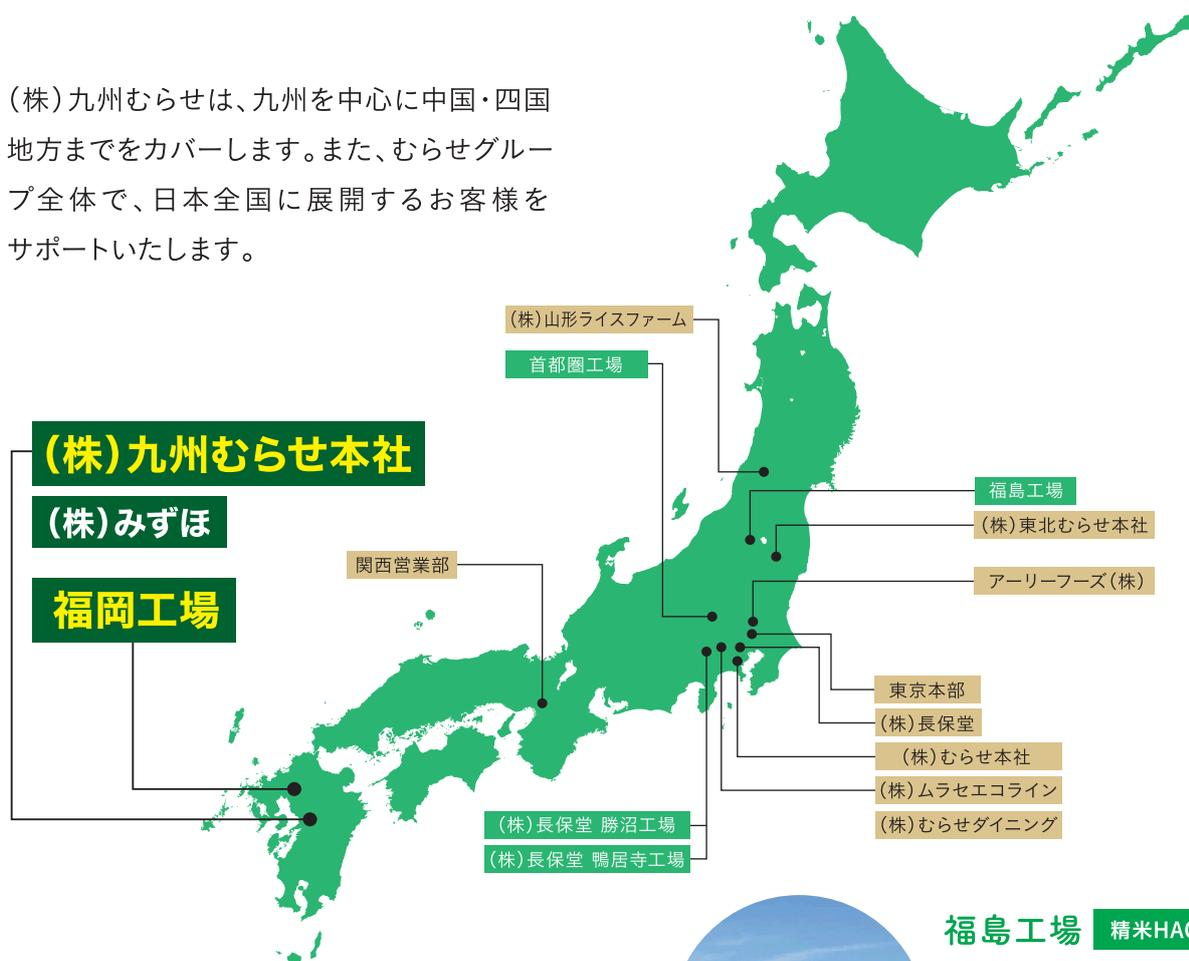 （株）九州むらせは、九州を中心に中国・四国
地方までをカバーします。また、むらせグルー
プ全体で、日本全国に展開するお客様を
サポートいたします。
（株）山形ライスファーム
首都圏工場
（株）九州むらせ本社
（株）みずほ
福岡工場
関西営業部
福島工場
（株）東北むらせ本社
アーリーフーズ（株）
東京本部
（株）長保堂
（株）むらせ本社
（株）ムラセエコライン
（株）むらせダイニング
（株）長保堂 勝沼工場
（株）長保堂 鴨居寺工場
福島工場 精米HAC